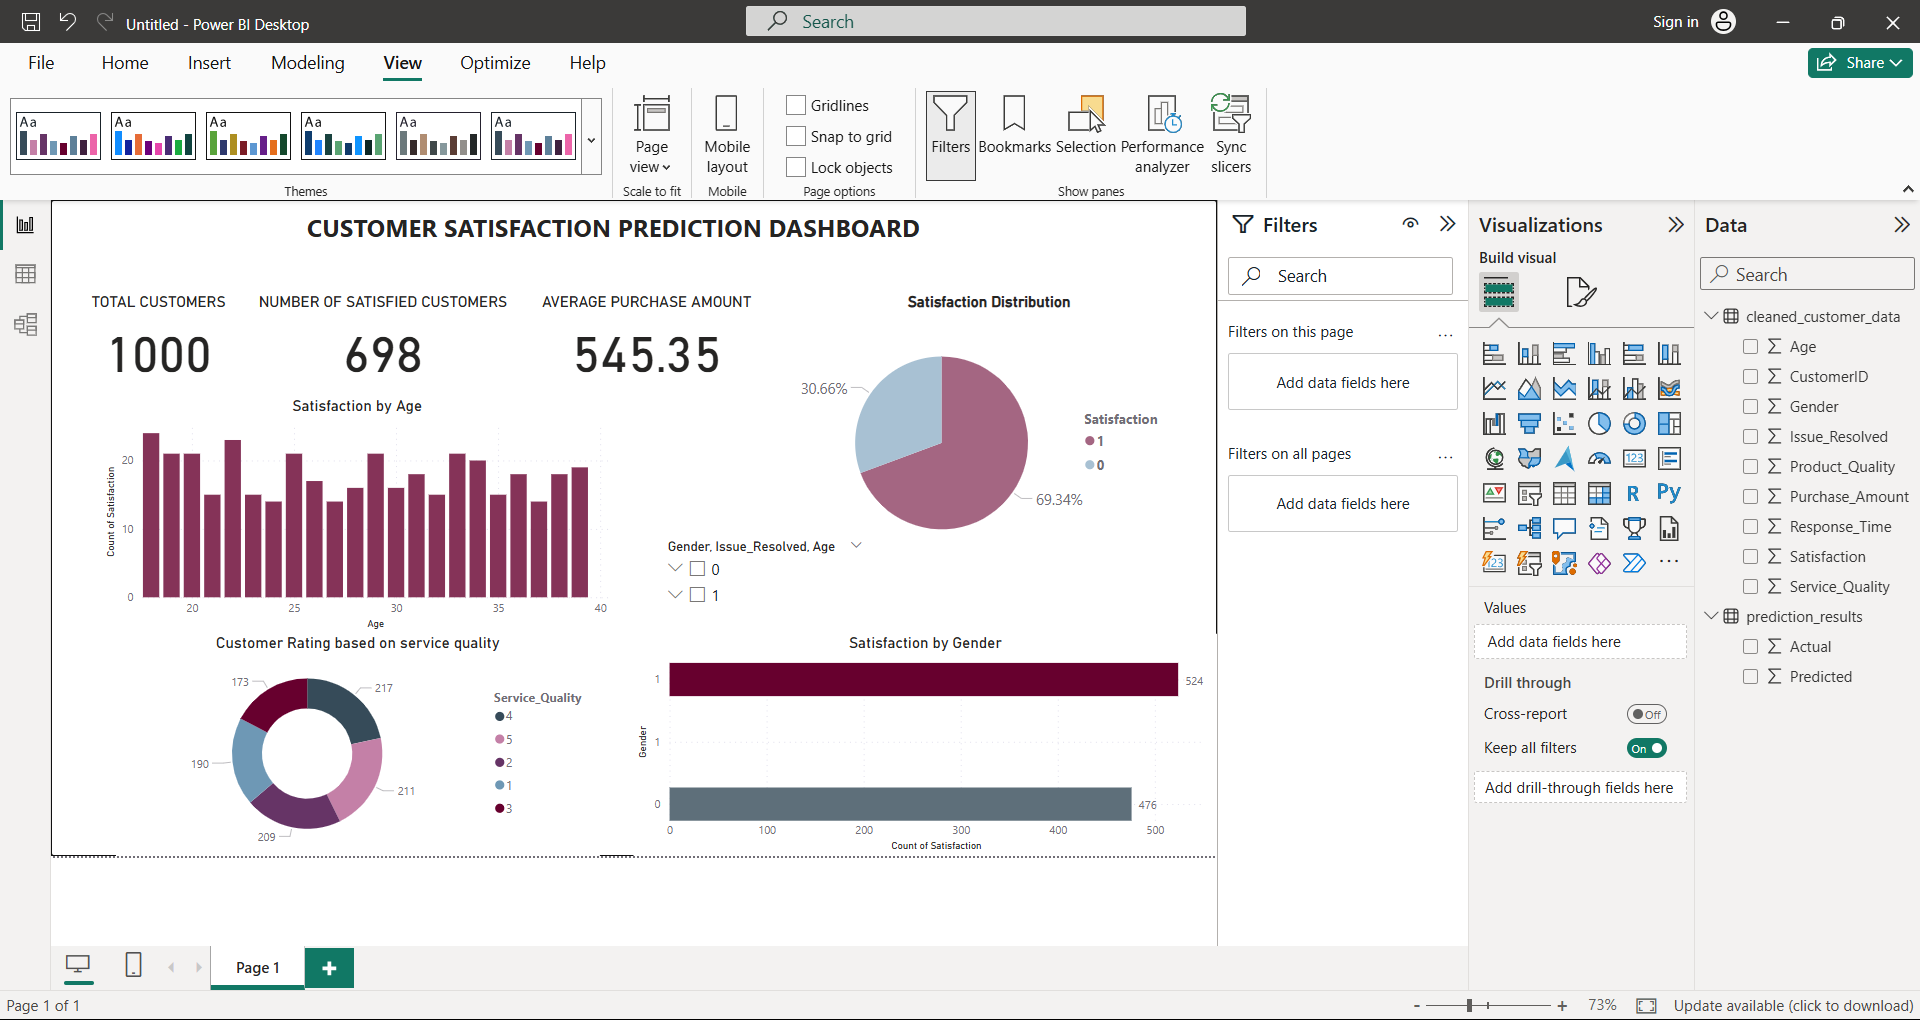 Untitled - Power BI Desktop
Search
Sign in
File Home Insert Modeling View Optimize Help
Share
Aa Aa Aa Aa Aa Aa
Themes
Page view
Scale to fit
Mobile layout
Mobile
Gridlines
Snap to grid
Lock objects
Page options
Filters
Bookmarks
Selection
Performance analyzer
Sync slicers
Show panes
CUSTOMER SATISFACTION PREDICTION DASHBOARD
TOTAL CUSTOMERS
1000
NUMBER OF SATISFIED CUSTOMERS
698
AVERAGE PURCHASE AMOUNT
545.35
Satisfaction Distribution
30.66%
69.34%
Satisfaction
1
0
Satisfaction by Age
Count of Satisfaction
20
10
0
20 25 30 35 40
Age
Gender, Issue_Resolved, Age
0
1
Customer Rating based on service quality
173
217
190
211
209
Service_Quality
4
5
2
1
3
Satisfaction by Gender
Gender
1
524
1
0
476
0 100 200 300 400 500
Count of Satisfaction
Filters
Search
Filters on this page
...
Add data fields here
Filters on all pages
...
Add data fields here
Visualizations
Build visual
123
R
Py
123
...
Values
Add data fields here
Drill through
Cross-report
Off
Keep all filters
On
Add drill-through fields here
Data
Search
cleaned_customer_data
Age
CustomerID
Gender
Issue_Resolved
Product_Quality
Purchase_Amount
Response_Time
Satisfaction
Service_Quality
prediction_results
Actual
Predicted
Page 1
+
Page 1 of 1
- + 73%
Update available (click to download)